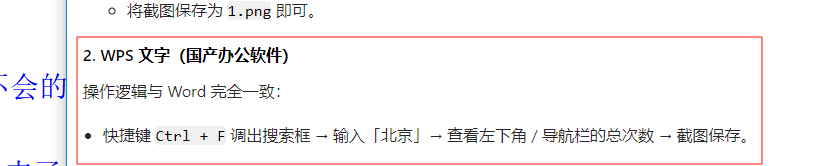 将截图保存为 1.png 即可。
2. WPS 文字（国产办公软件）
不会的
操作逻辑与 Word 完全一致：
快捷键 Ctrl + F 调出搜索框 → 输入「北京」→ 查看左下角 / 导航栏的总次数 → 截图保存。